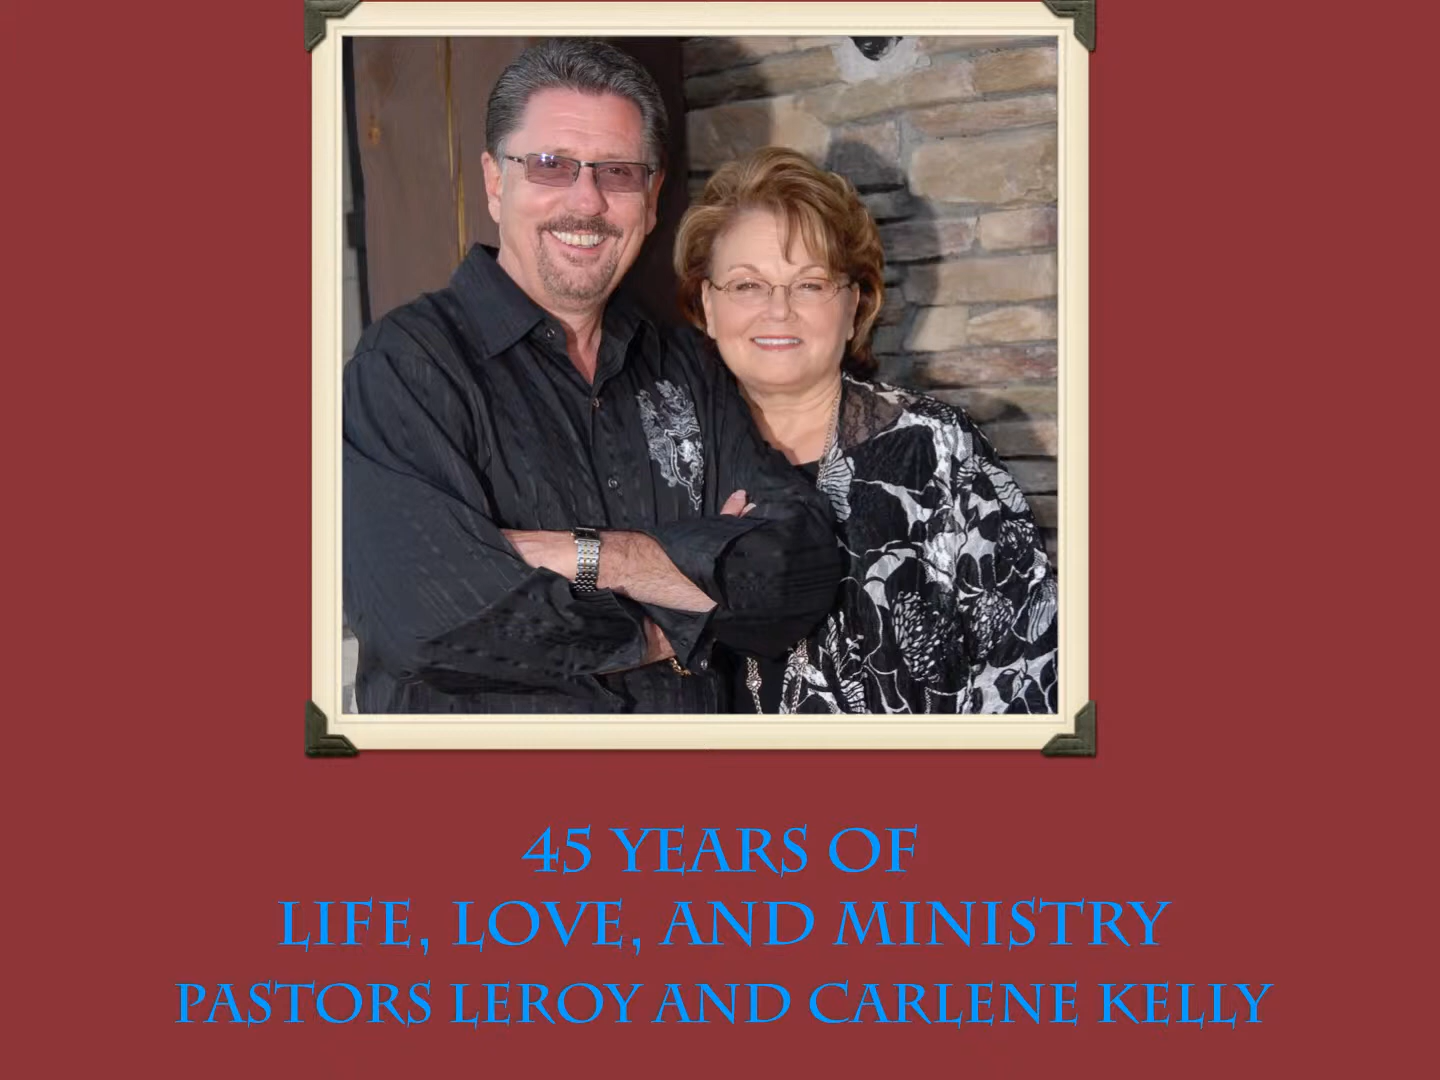 45 YEARS OF
LIFE, LOVE, AND MINISTRY
PASTORS LEROY AND CARLENE KELLY